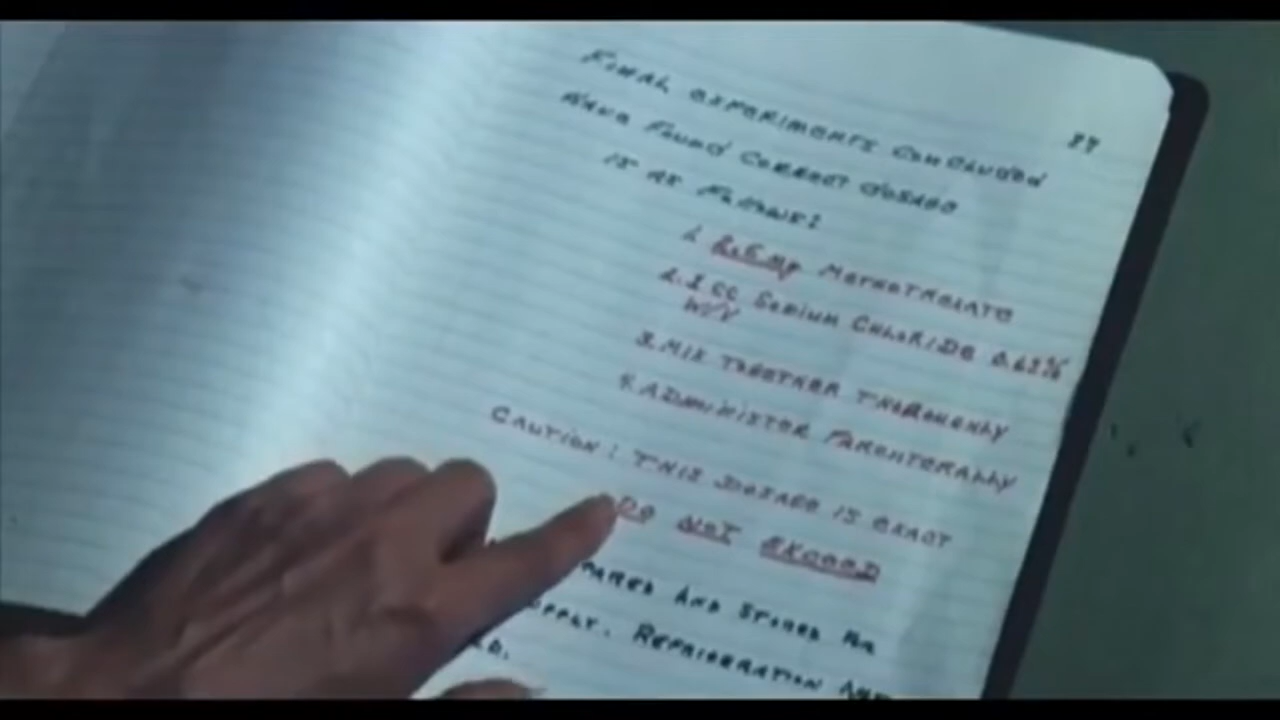 87
FINAL EXPERIMENTS CONCLUDED
HAVE FOUND CORRECT DOSAGE
IS AS FOLLOWS:
1.
2. 1 CC SODIUM CHLORIDE
W/V
3. MIX TOGETHER THOROUGHLY
4. ADMINISTER PARENTERALLY
CAUTION: THIS DOSAGE IS EXACT
DO NOT EXCEED
AND STORED
REFRIGERATION